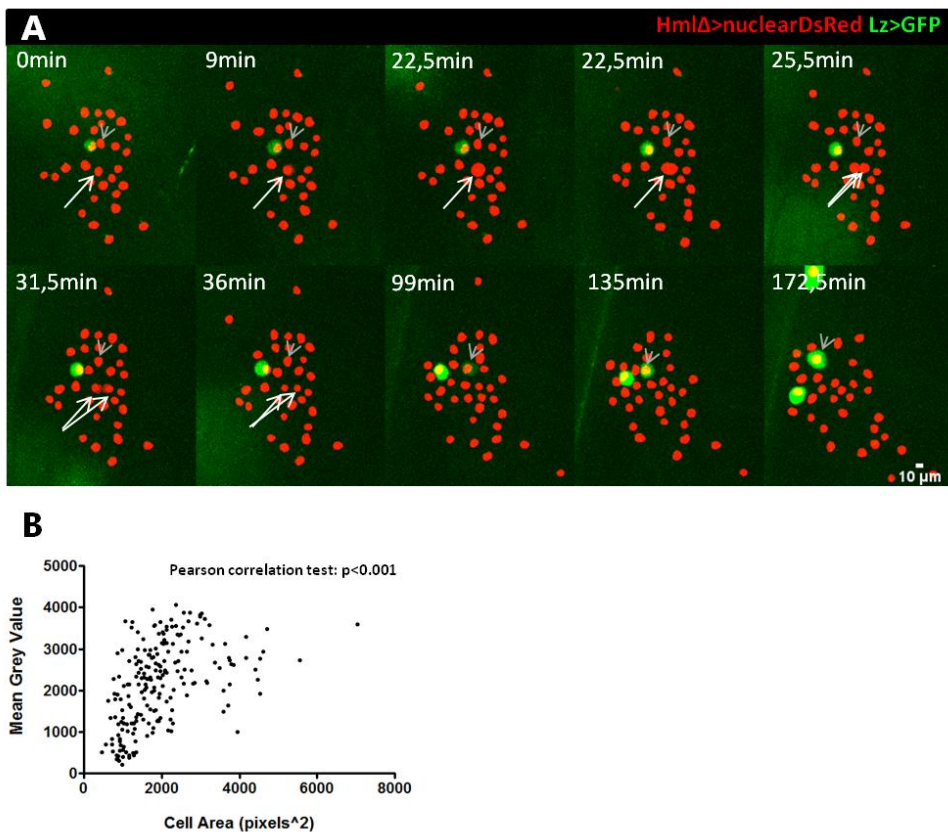 A
HmlΔ>nuclearDsRed Lz>GFP
0min 9min 22,5min 22,5min 25,5min
31,5min 36min 99min 135min 172,5min
10 µm
B
Pearson correlation test: p<0.001
5000
4000
3000
2000
1000
0
Mean Grey Value
0 2000 4000 6000 8000
Cell Area (pixels^2)